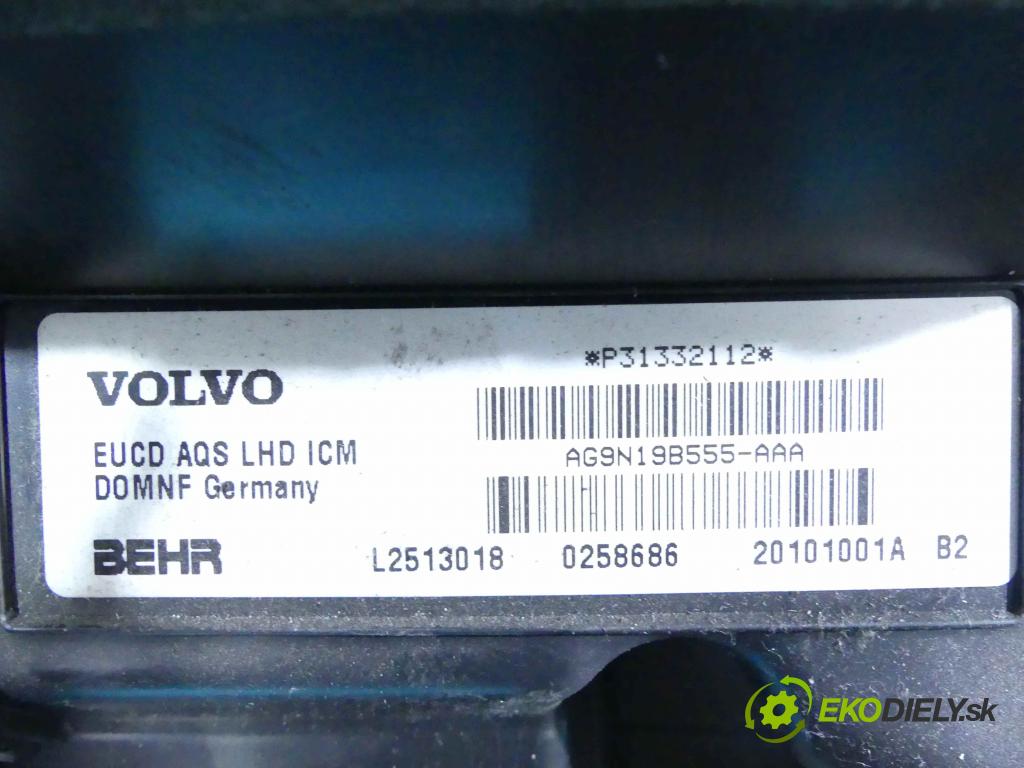 *P31332112*
VOLVO
EUCD AQS LHD ICM
AG9N19B555-AAA
DOMNF Germany
BEHR L2513018 0258686 20101001A B2
EKODIELY.sk